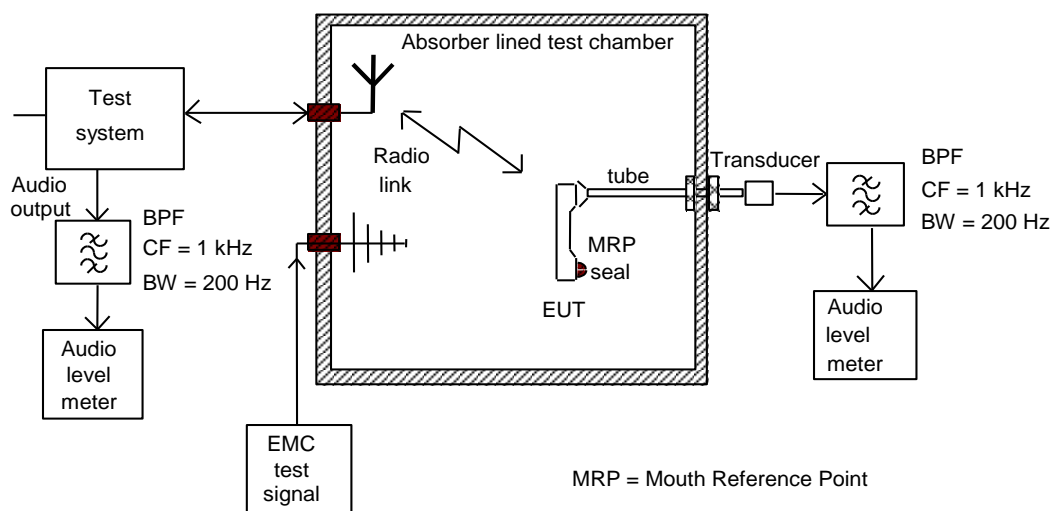 Absorber lined test chamber
Test
system
Radio
link
Audio
output
BPF
CF = 1 kHz
BW = 200 Hz
Audio
level
meter
EMC
test
signal
tube
MRP
seal
EUT
Transducer
BPF
CF = 1 kHz
BW = 200 Hz
Audio
level
meter
MRP = Mouth Reference Point